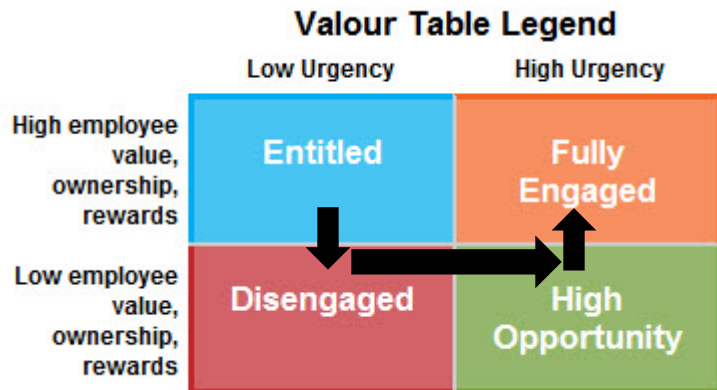 Valour Table Legend
Low Urgency High Urgency
High employee
value,
ownership,
rewards
Entitled
Fully
Engaged
Low employee
value,
ownership,
rewards
Disengaged
High
Opportunity